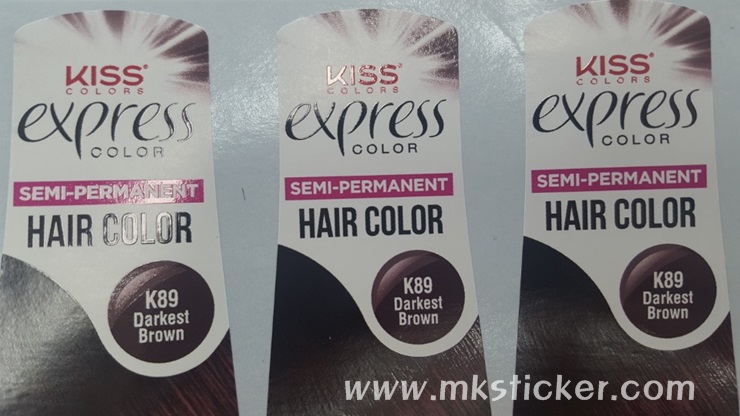 KISS®
COLORS
express
COLOR
SEMI-PERMANENT
HAIR COLOR
K89
Darkest
Brown
KISS®
COLORS
express
COLOR
SEMI-PERMANENT
HAIR COLOR
K89
Darkest
Brown
KISS®
COLORS
express
COLOR
SEMI-PERMANENT
HAIR COLOR
K89
Darkest
Brown
www.mksticker.com